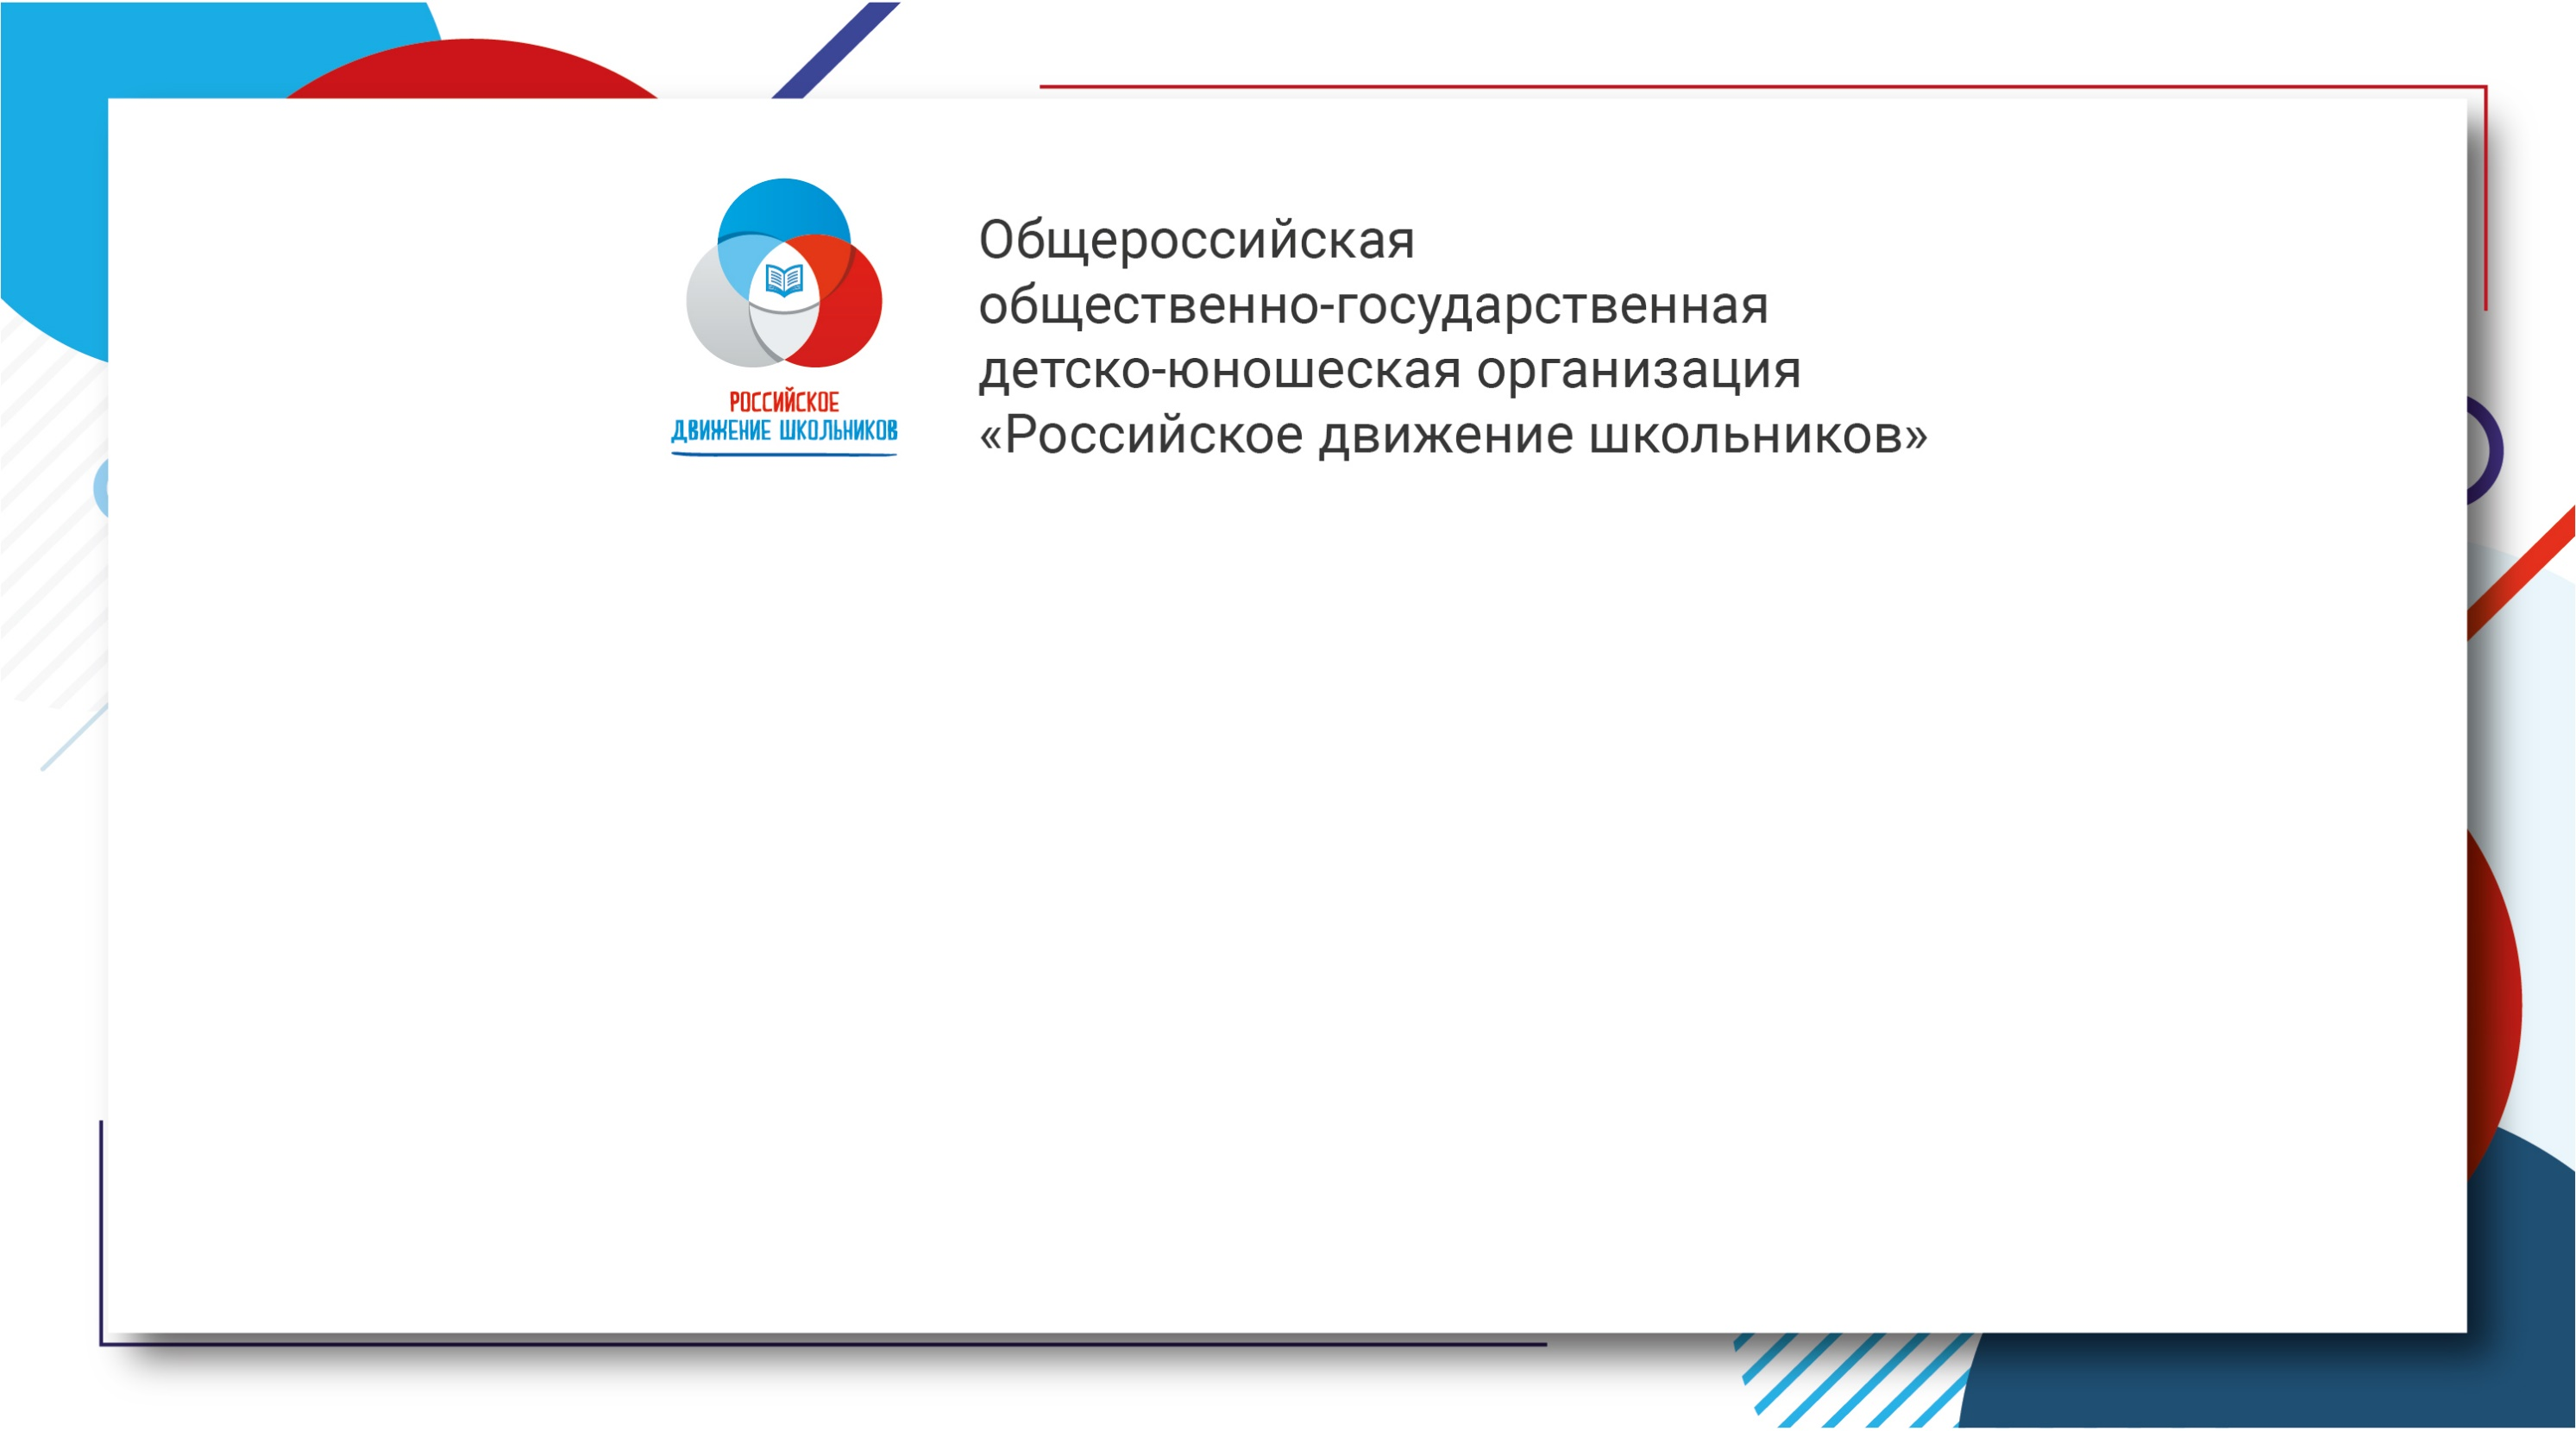 РОССИЙСКОЕ
ДВИЖЕНИЕ ШКОЛЬНИКОВ
Общероссийская
общественно-государственная
детско-юношеская организация
«Российское движение школьников»